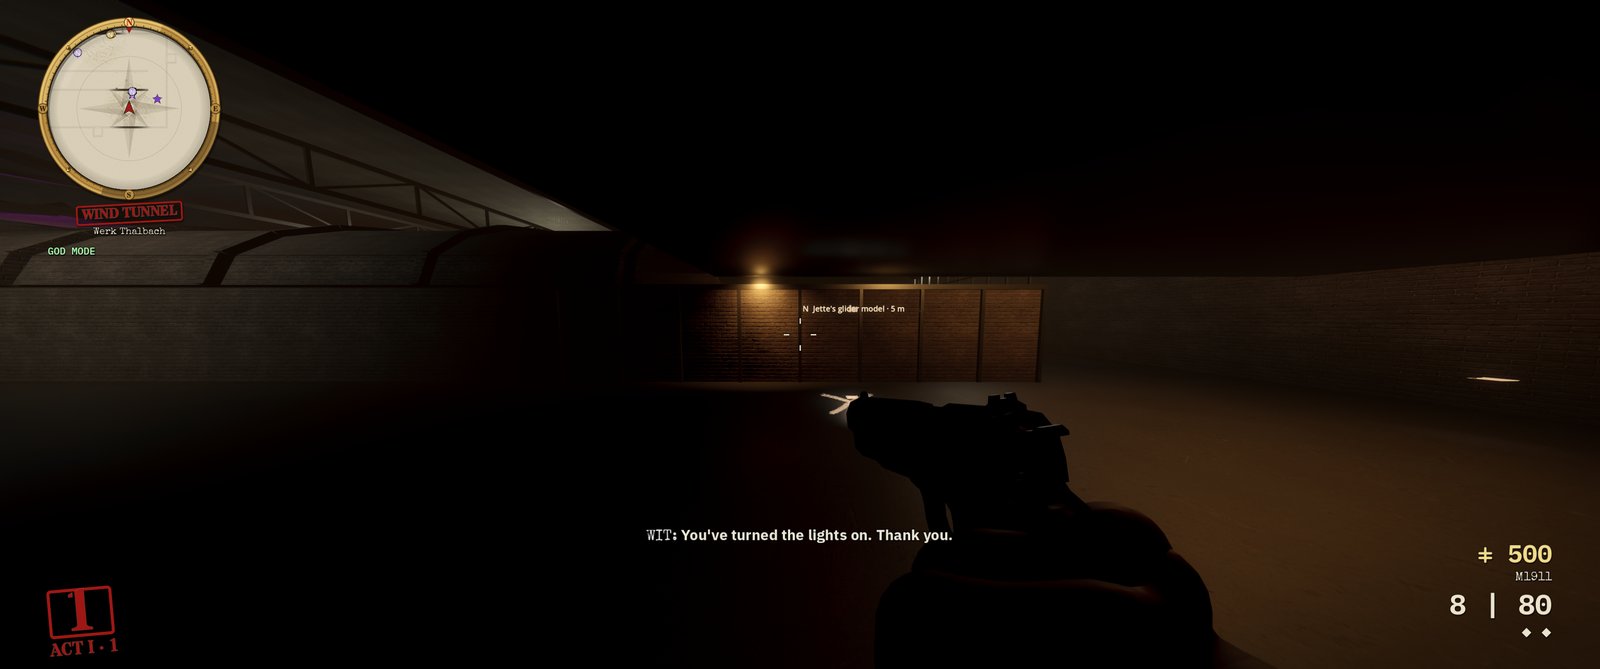 N
W
E
S
WIND TUNNEL
Werk Thalbach
GOD MODE
N Jette's glider model · 5 m
WIT: You've turned the lights on. Thank you.
500
M1911
8 | 80
1
ACT I · 1